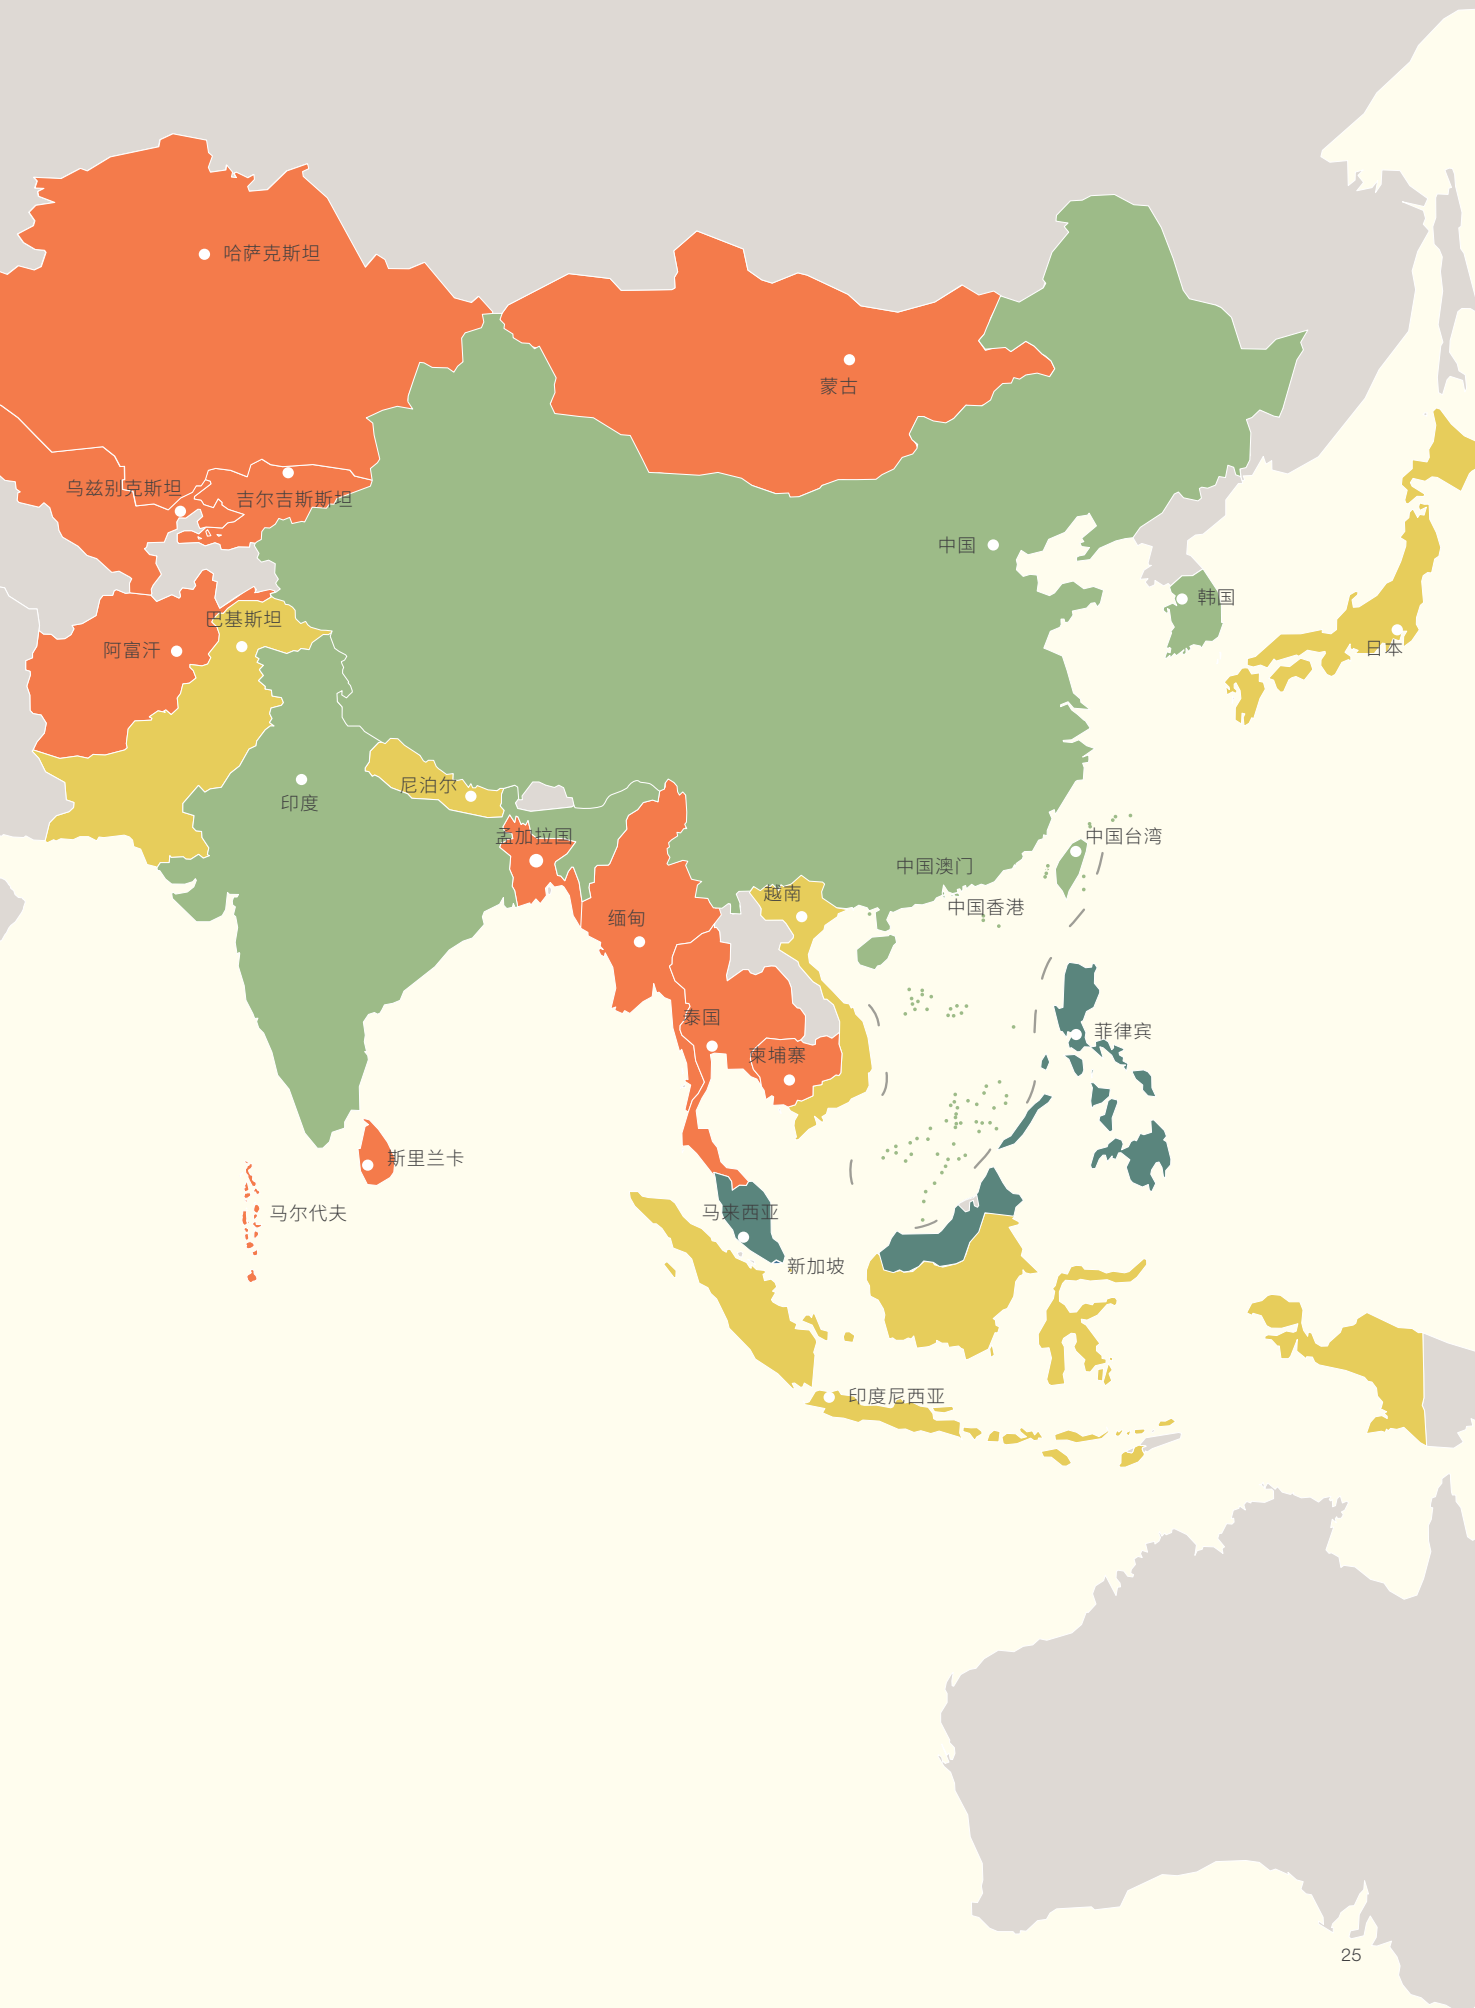 哈萨克斯坦
蒙古
乌兹别克斯坦
吉尔吉斯斯坦
中国
韩国
巴基斯坦
阿富汗
日本
尼泊尔
印度
孟加拉国
中国台湾
中国澳门
越南
中国香港
缅甸
泰国
菲律宾
柬埔寨
斯里兰卡
马尔代夫
马来西亚
新加坡
印度尼西亚
25